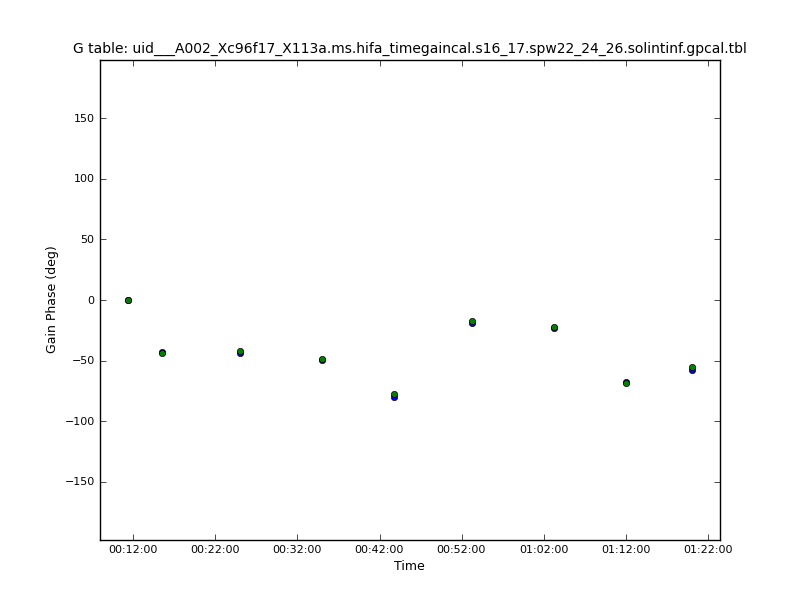 G table: uid___A002_Xc96f17_X113a.ms.hifa_timegaincal.s16_17.spw22_24_26.solintinf.gpcal.tbl
150
100
50
0
−50
−100
−150
Gain Phase (deg)
00:12:00 00:22:00 00:32:00 00:42:00 00:52:00 01:02:00 01:12:00 01:22:00
Time